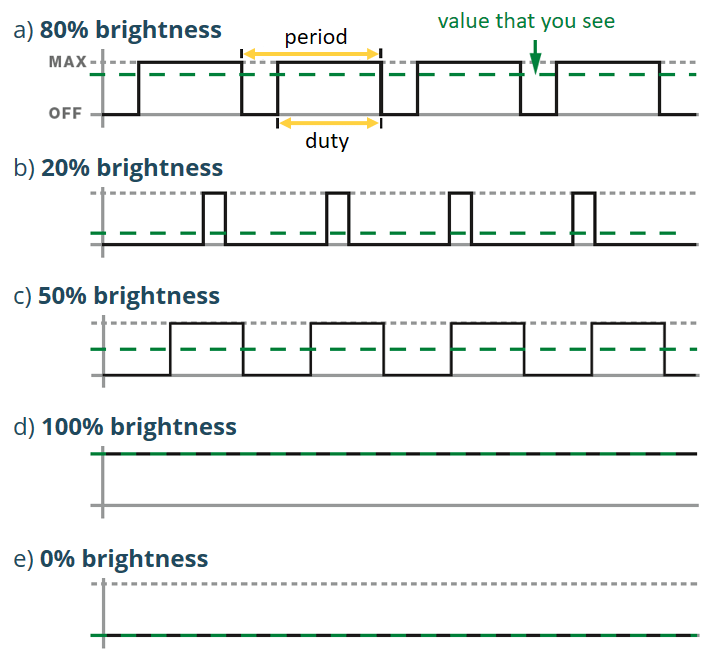 value that you see
a) 80% brightness
period
MAX
OFF
duty
b) 20% brightness
c) 50% brightness
d) 100% brightness
e) 0% brightness